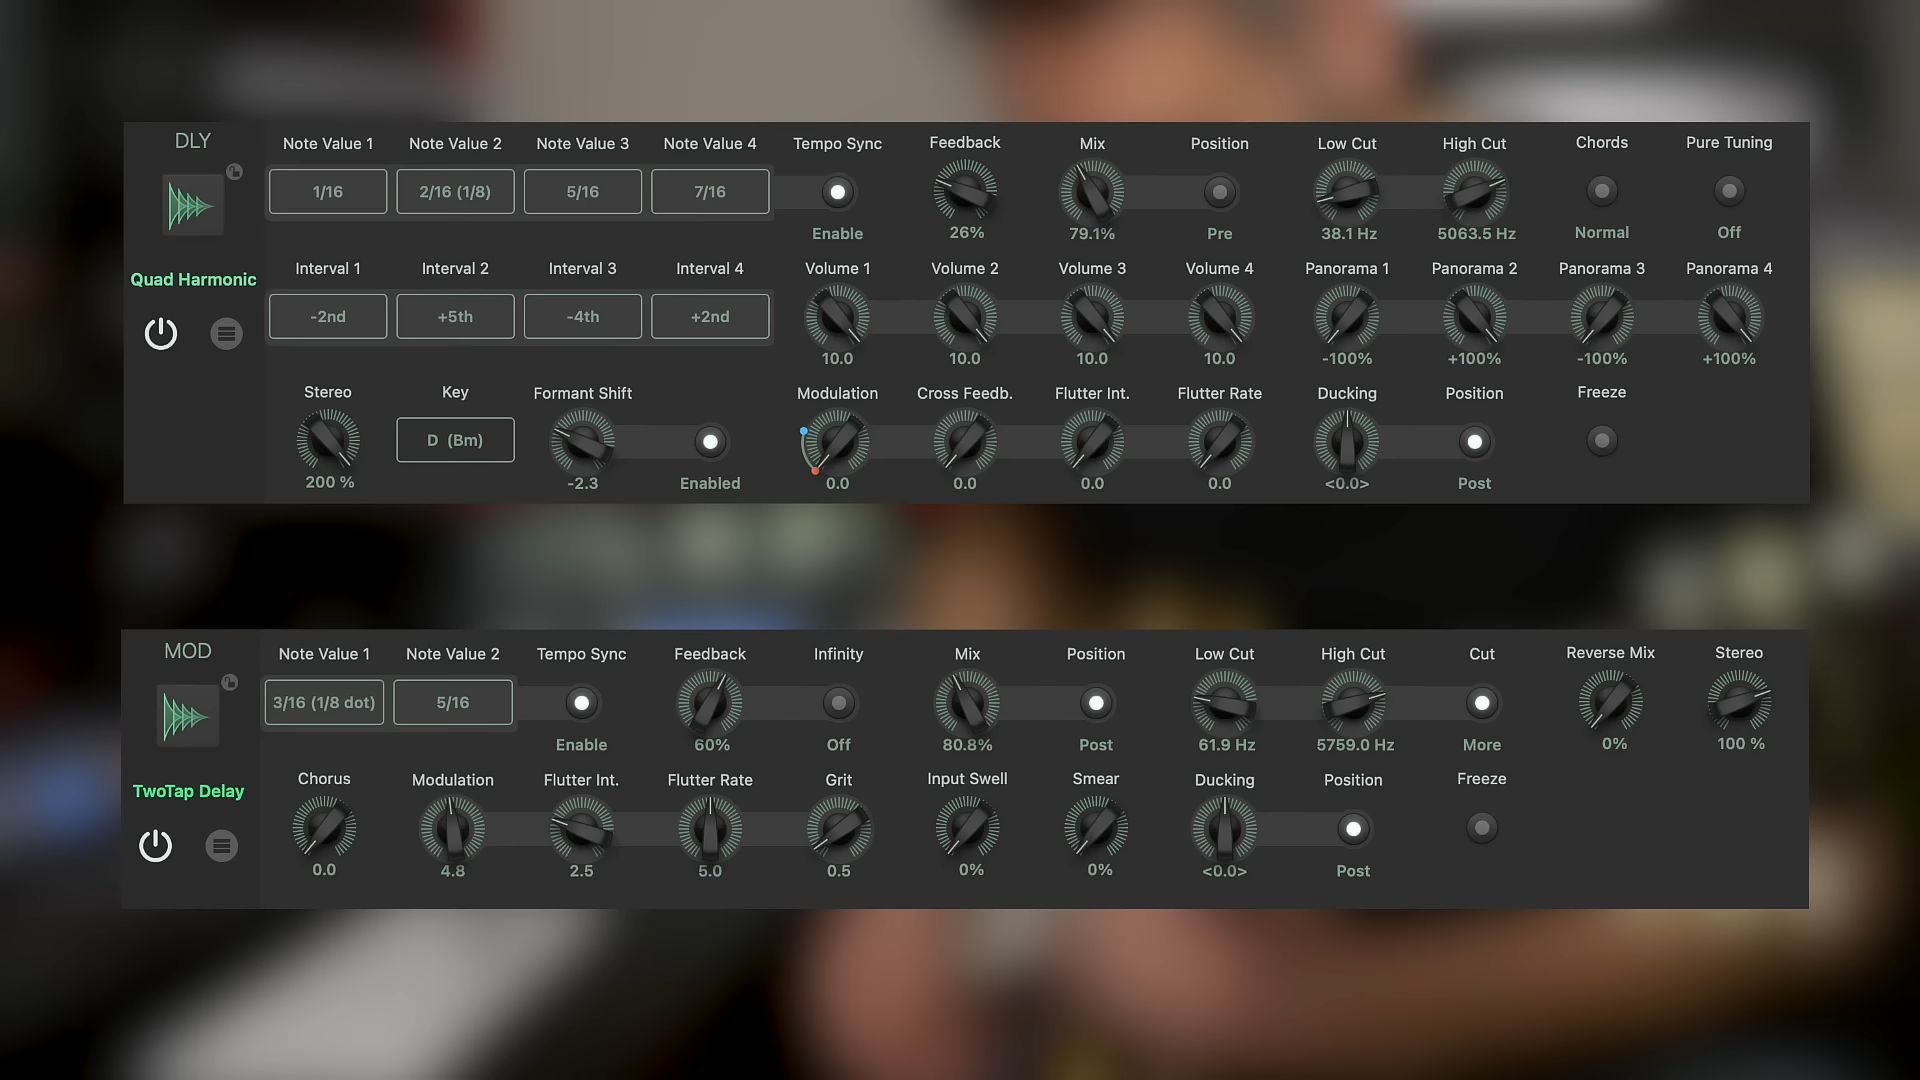 DLY
Quad Harmonic
Note Value 1 Note Value 2 Note Value 3 Note Value 4 Tempo Sync Feedback Mix Position Low Cut High Cut Chords Pure Tuning
1/16 2/16 (1/8) 5/16 7/16
Enable 26% 79.1% Pre 38.1 Hz 5063.5 Hz Normal Off
Interval 1 Interval 2 Interval 3 Interval 4 Volume 1 Volume 2 Volume 3 Volume 4 Panorama 1 Panorama 2 Panorama 3 Panorama 4
-2nd +5th -4th +2nd
10.0 10.0 10.0 10.0 -100% +100% -100% +100%
Stereo Key Formant Shift Modulation Cross Feedb. Flutter Int. Flutter Rate Ducking Position Freeze
D (Bm)
200 % -2.3 Enabled 0.0 0.0 0.0 0.0 <0.0> Post
MOD
TwoTap Delay
Note Value 1 Note Value 2 Tempo Sync Feedback Infinity Mix Position Low Cut High Cut Cut Reverse Mix Stereo
3/16 (1/8 dot) 5/16
Enable 60% Off 80.8% Post 61.9 Hz 5759.0 Hz More 0% 100 %
Chorus Modulation Flutter Int. Flutter Rate Grit Input Swell Smear Ducking Position Freeze
0.0 4.8 2.5 5.0 0.5 0% 0% <0.0> Post